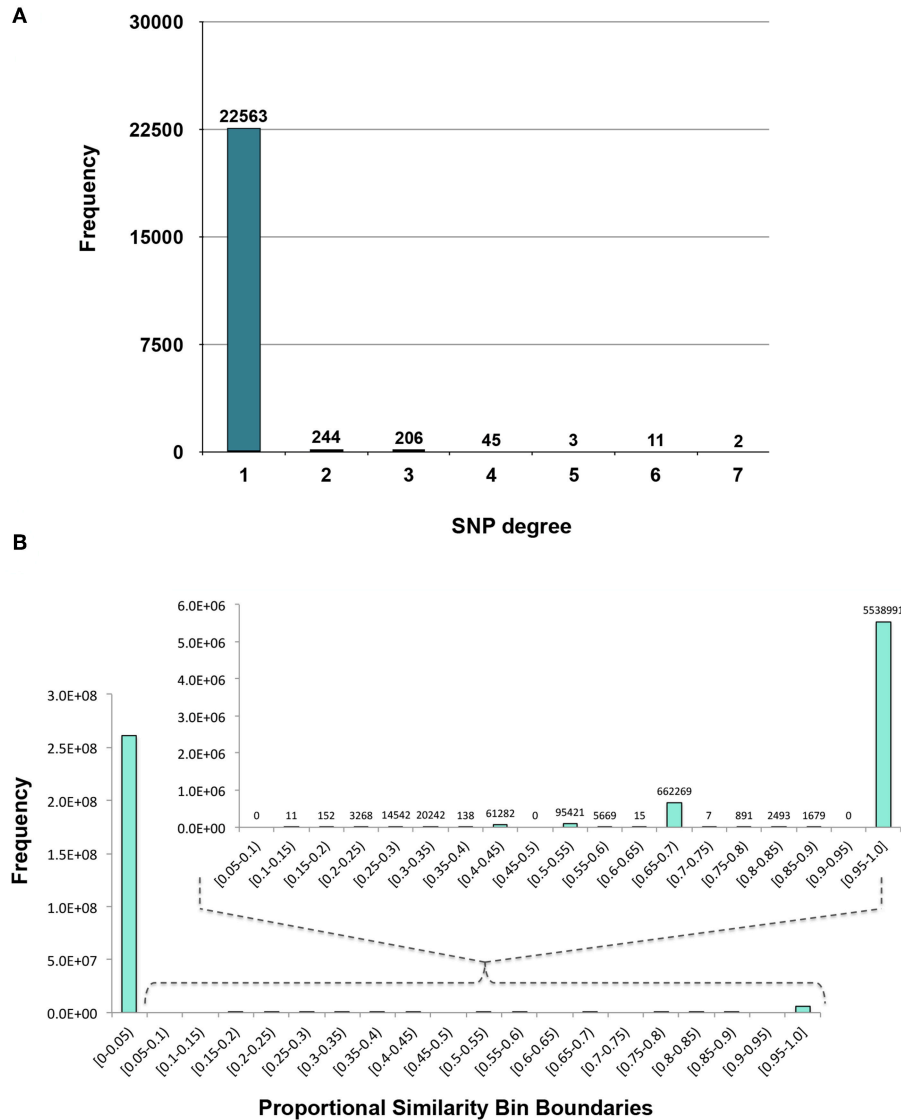 A
30000
22500
15000
7500
0
Frequency
22563
244
206
45
3
11
2
1 2 3 4 5 6 7
SNP degree
B
6.0E+06
5.0E+06
4.0E+06
3.0E+06
2.0E+06
1.0E+06
0.0E+00
0 11 152 3268 14542 20242 138 61282 0 95421 5669 15 662269 7 891 2493 1679 0 5538991
[0.05-0.1) [0.1-0.15) [0.15-0.2) [0.2-0.25) [0.25-0.3) [0.3-0.35) [0.35-0.4) [0.4-0.45) [0.45-0.5) [0.5-0.55) [0.55-0.6) [0.6-0.65) [0.65-0.7) [0.7-0.75) [0.75-0.8) [0.8-0.85) [0.85-0.9) [0.9-0.95) [0.95-1.0]
3.0E+08
2.5E+08
2.0E+08
1.5E+08
1.0E+08
5.0E+07
0.0E+00
Frequency
[0-0.05) [0.05-0.1) [0.1-0.15) [0.15-0.2) [0.2-0.25) [0.25-0.3) [0.3-0.35) [0.35-0.4) [0.4-0.45) [0.45-0.5) [0.5-0.55) [0.55-0.6) [0.6-0.65) [0.65-0.7) [0.7-0.75) [0.75-0.8) [0.8-0.85) [0.85-0.9) [0.9-0.95) [0.95-1.0]
Proportional Similarity Bin Boundaries